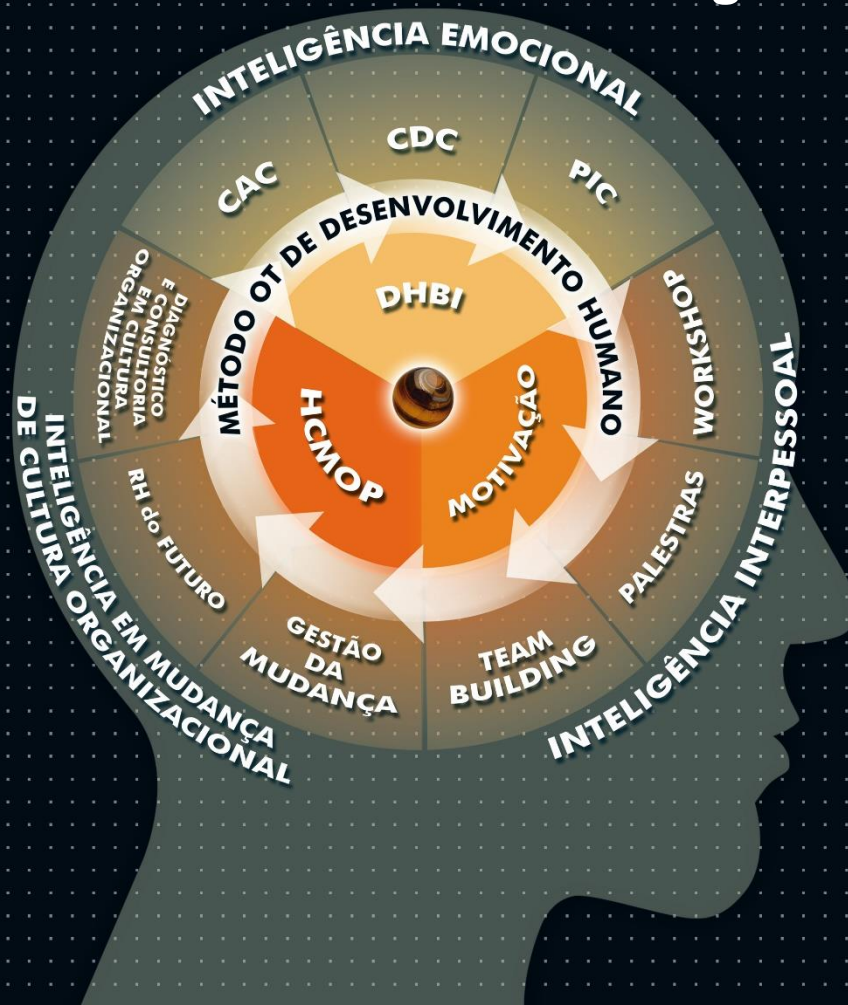 INTELIGÊNCIA EMOCIONAL
CAC
CDC
PIC
MÉTODO OT DE DESENVOLVIMENTO HUMANO
DHBI
HCMOP
MOTIVAÇÃO
WORKSHOP
PALESTRAS
TEAM
BUILDING
GESTÃO
DA
MUDANÇA
RH do FUTURO
DIAGNÓSTICO
E CONSULTORIA
EM CULTURA
ORGANIZACIONAL
INTELIGÊNCIA INTERPESSOAL
INTELIGÊNCIA EM MUDANÇA
DE CULTURA ORGANIZACIONAL